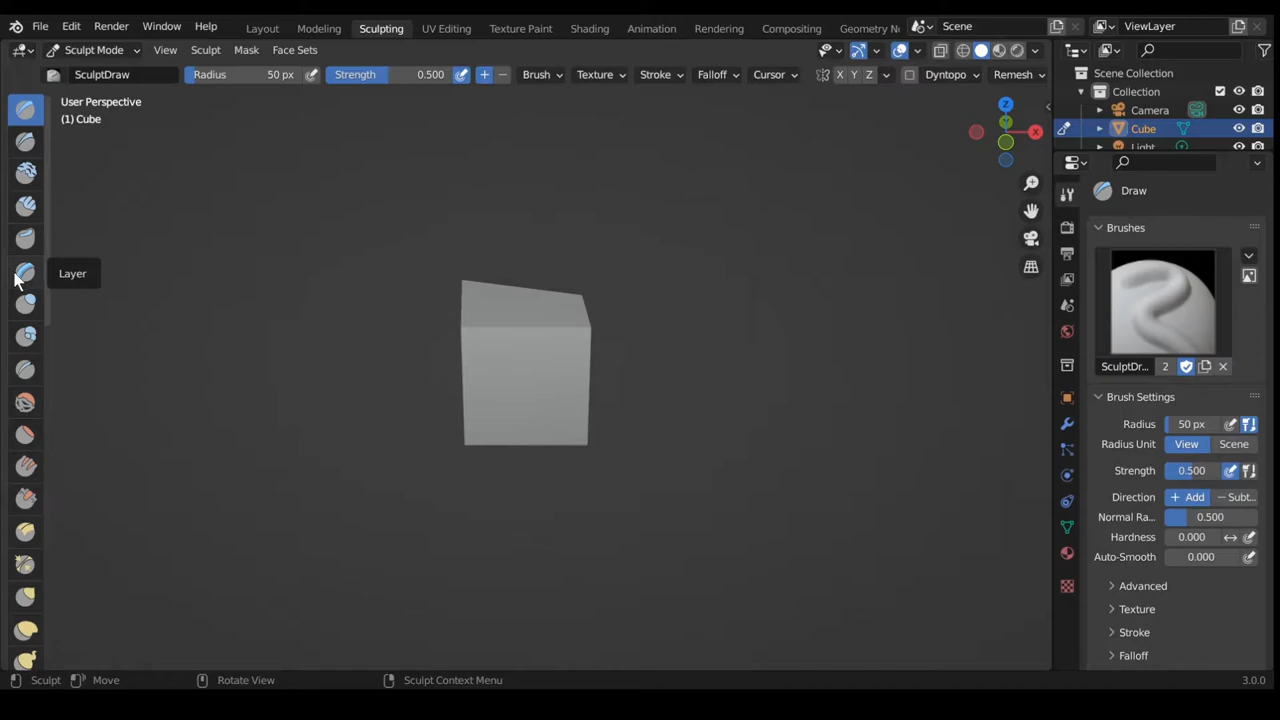 File Edit Render Window Help Layout Modeling Sculpting UV Editing Texture Paint Shading Animation Rendering Compositing Geometry No Scene ViewLayer
Sculpt Mode View Sculpt Mask Face Sets
SculptDraw Radius 50 px Strength 0.500 Brush Texture Stroke Falloff Cursor X Y Z Dyntopo Remesh
User Perspective
(1) Cube
Z
X
Layer
Scene Collection
Collection
Camera
Cube
Light
Draw
Brushes
SculptDr... 2
Brush Settings
Radius 50 px
Radius Unit View Scene
Strength 0.500
Direction + Add − Subt...
Normal Ra... 0.500
Hardness 0.000
Auto-Smooth 0.000
Advanced
Texture
Stroke
Falloff
Sculpt Move Rotate View Sculpt Context Menu 3.0.0